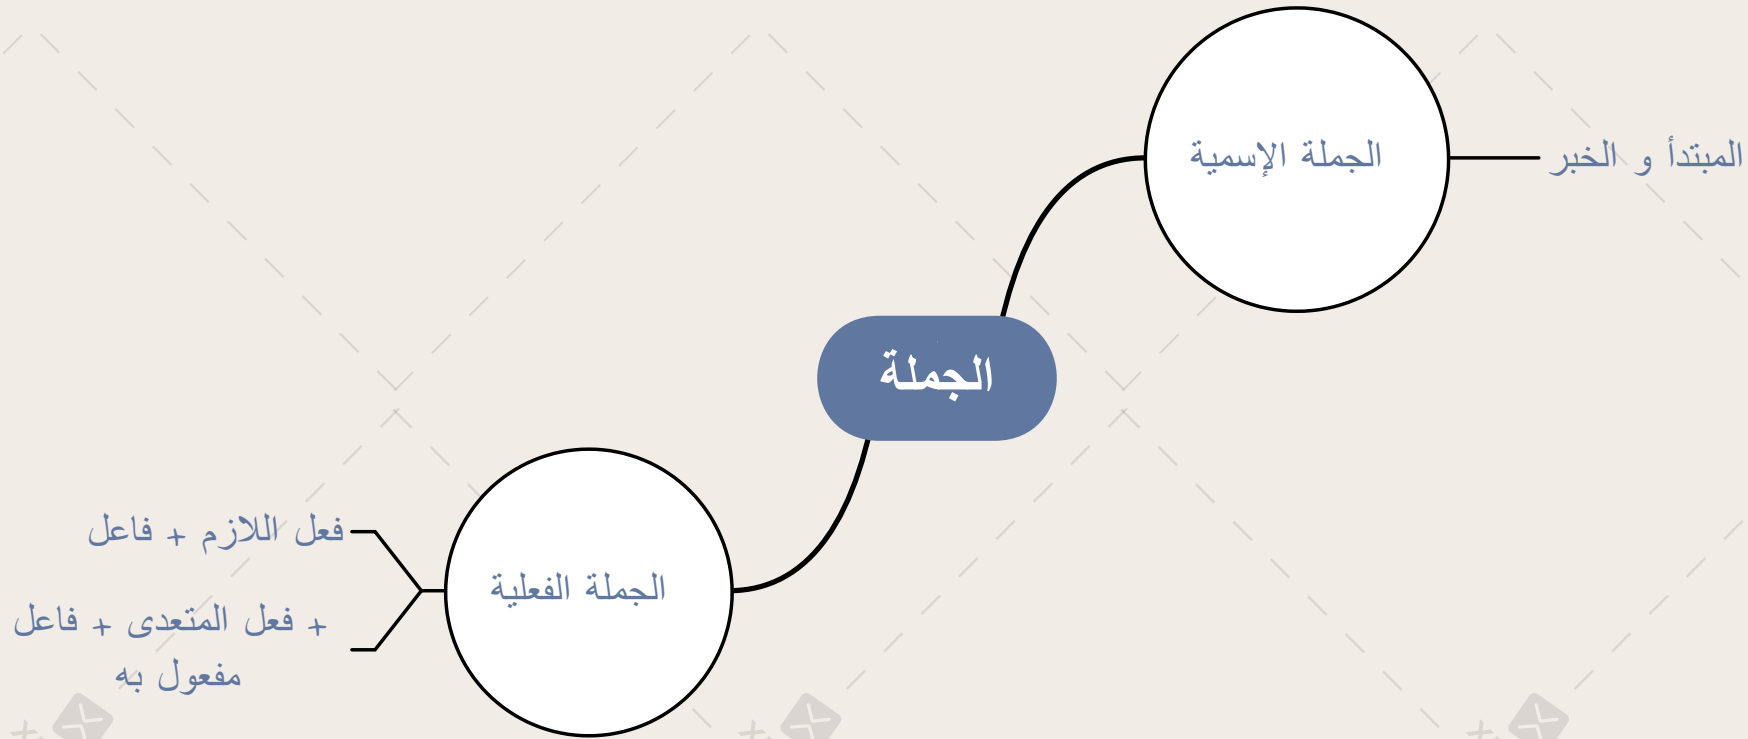 الجملة الإسمية
المبتدأ و الخبر
الجملة
الجملة الفعلية
فعل اللازم + فاعل
فعل المتعدى + فاعل +
مفعول به